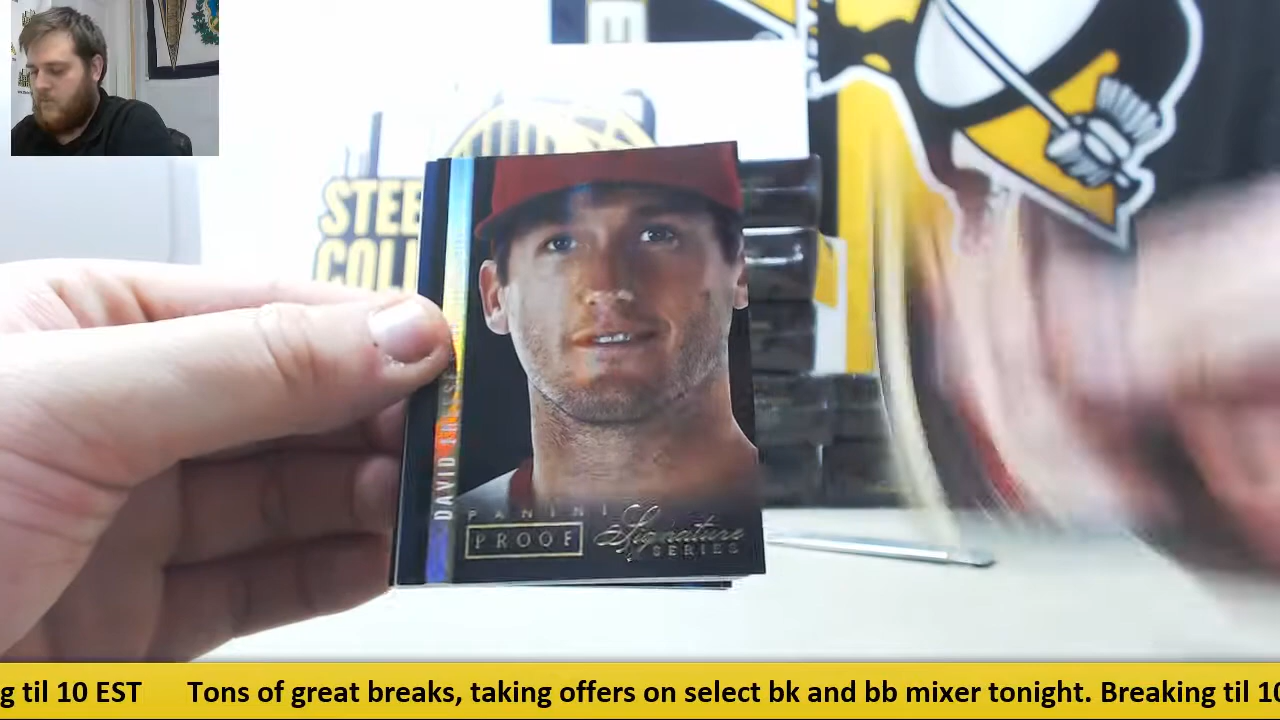 STEE
COLL
DAVID
PANINI
PROOF
Signature
SERIES
g til 10 EST Tons of great breaks, taking offers on select bk and bb mixer tonight. Breaking til 10